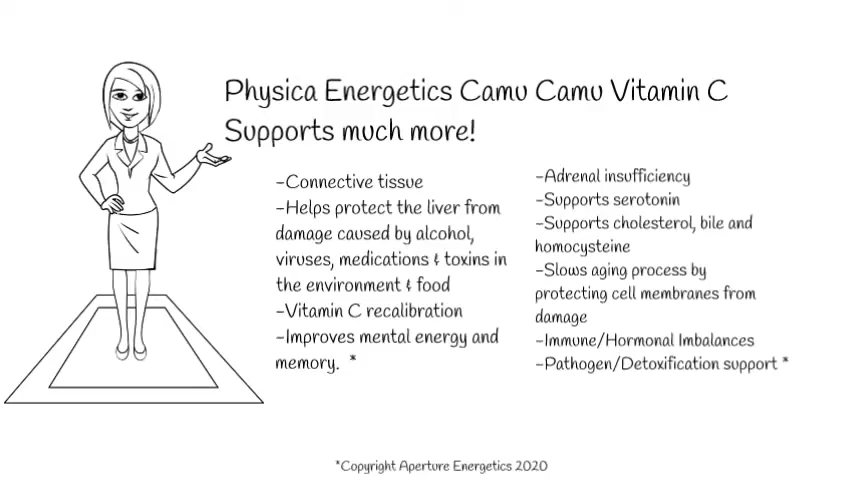 Physica Energetics Camu Camu Vitamin C
Supports much more!
-Connective tissue
-Helps protect the liver from
damage caused by alcohol,
viruses, medications & toxins in
the environment & food
-Vitamin C recalibration
-Improves mental energy and
memory. *
-Adrenal insufficiency
-Supports serotonin
-Supports cholesterol, bile and
homocysteine
-Slows aging process by
protecting cell membranes from
damage
-Immune/Hormonal Imbalances
-Pathogen/Detoxification support *
*Copyright Aperture Energetics 2020